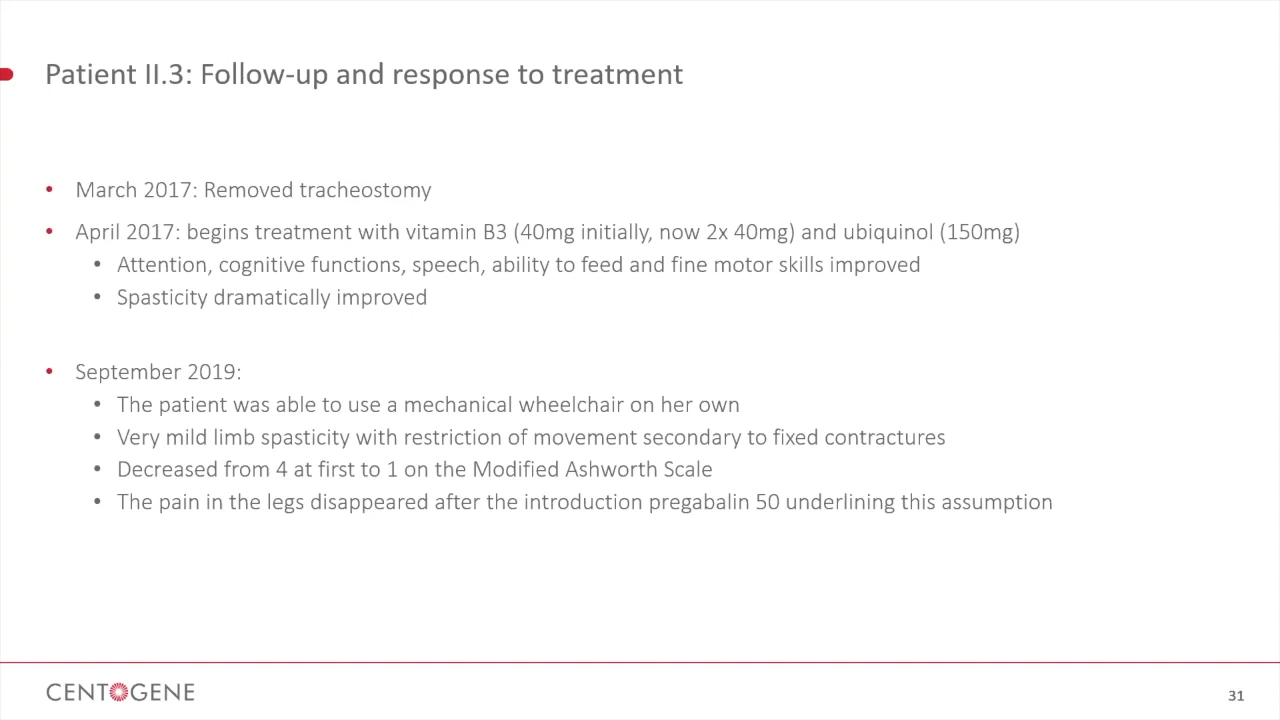 Patient II.3: Follow-up and response to treatment
• March 2017: Removed tracheostomy
• April 2017: begins treatment with vitamin B3 (40mg initially, now 2x 40mg) and ubiquinol (150mg)
• Attention, cognitive functions, speech, ability to feed and fine motor skills improved
• Spasticity dramatically improved
• September 2019:
• The patient was able to use a mechanical wheelchair on her own
• Very mild limb spasticity with restriction of movement secondary to fixed contractures
• Decreased from 4 at first to 1 on the Modified Ashworth Scale
• The pain in the legs disappeared after the introduction pregabalin 50 underlining this assumption
CENTOGENE
31